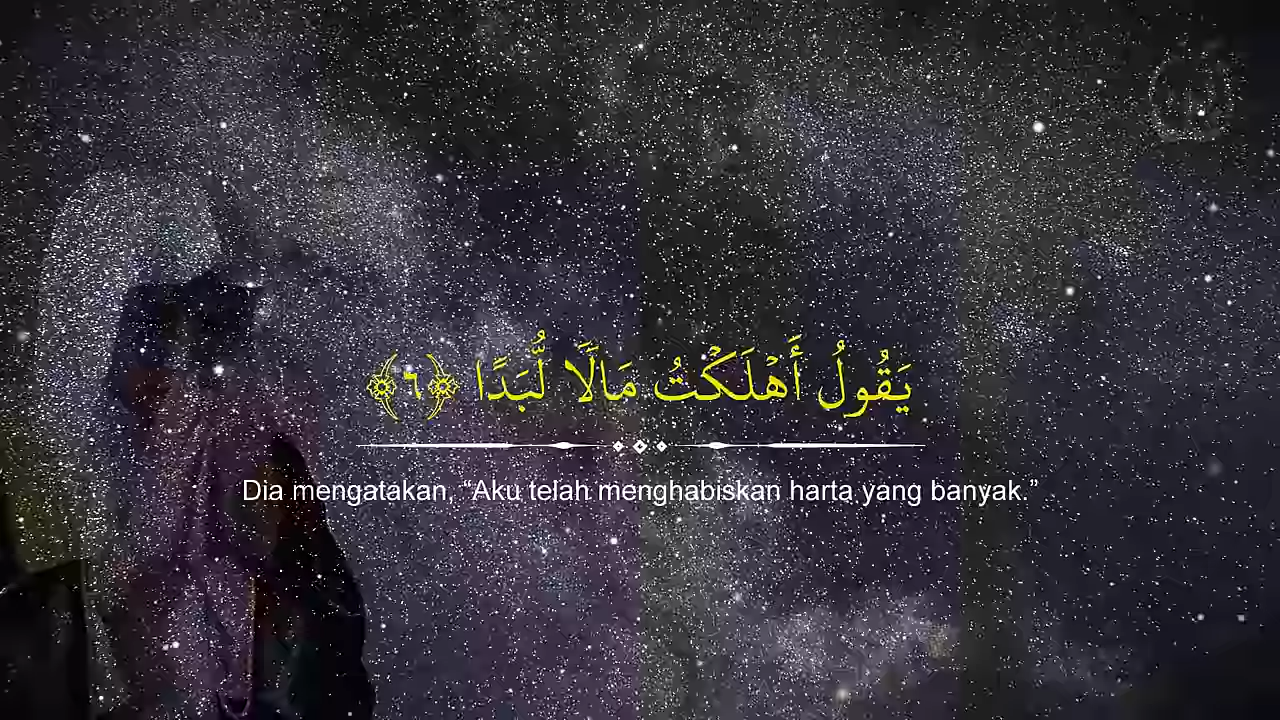 يَقُولُ أَهۡلَكۡتُ مَالٗا لُّبَدًا ﴿٦﴾
Dia mengatakan, “Aku telah menghabiskan harta yang banyak.”